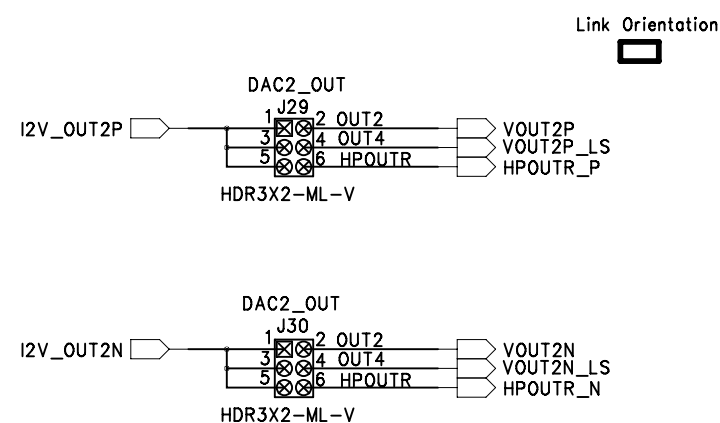 Link Orientation
DAC2_OUT
J29
I2V_OUT2P 1 2 OUT2 VOUT2P
3 4 OUT4 VOUT2P_LS
5 6 HPOUTR HPOUTR_P
HDR3X2-ML-V
DAC2_OUT
J30
I2V_OUT2N 1 2 OUT2 VOUT2N
3 4 OUT4 VOUT2N_LS
5 6 HPOUTR HPOUTR_N
HDR3X2-ML-V